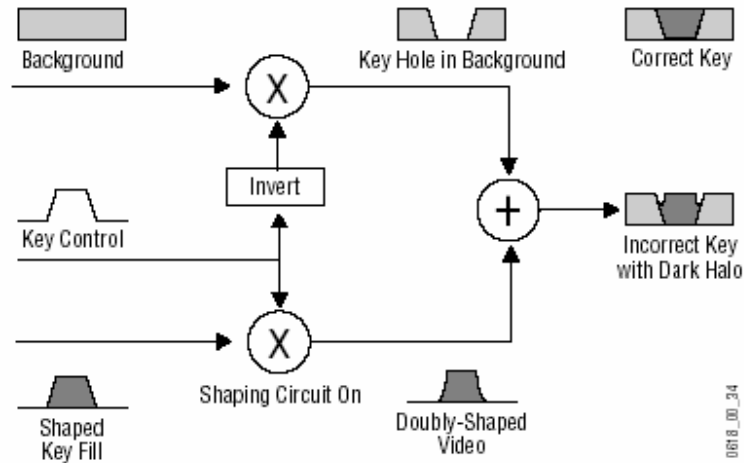 Background
Key Hole in Background
Correct Key
X
Invert
Key Control
+
Incorrect Key
with Dark Halo
X
Shaping Circuit On
Shaped
Key Fill
Doubly-Shaped
Video
0618_00_34